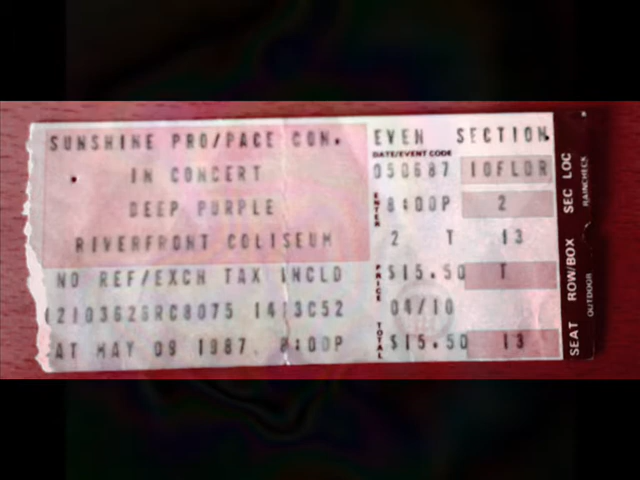 SUNSHINE PRO/PACE CON. EVEN SECTION
DATE/EVENT CODE
IN CONCERT 050687 10FLOR
DEEP PURPLE ENTER 8:00P 2
RIVERFRONT COLISEUM 2 T 13
NO REF/EXCH TAX INCLD PRICE $15.50 T
04/10
AT MAY 09 1987 8:00P TOTAL $15.50 13
SEC LOC
ROW/BOX
SEAT
RAINCHECK
OUTDOOR